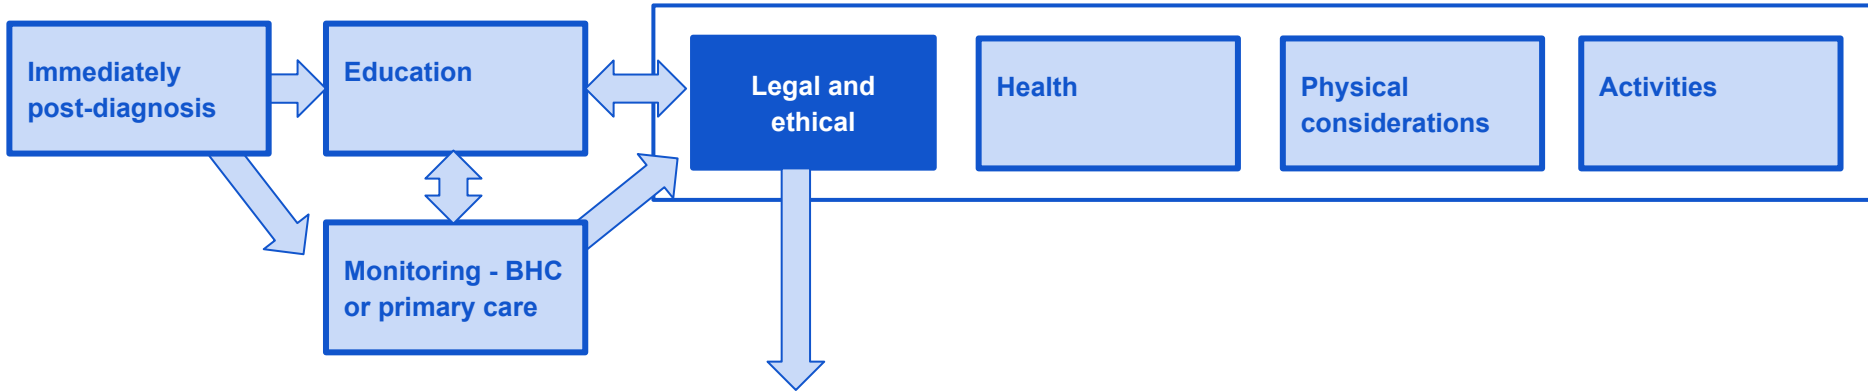 Immediately
post-diagnosis
Education
Legal and
ethical
Health
Physical
considerations
Activities
Monitoring - BHC
or primary care